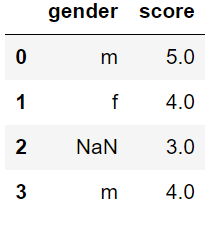 gender score
0 m 5.0
1 f 4.0
2 NaN 3.0
3 m 4.0